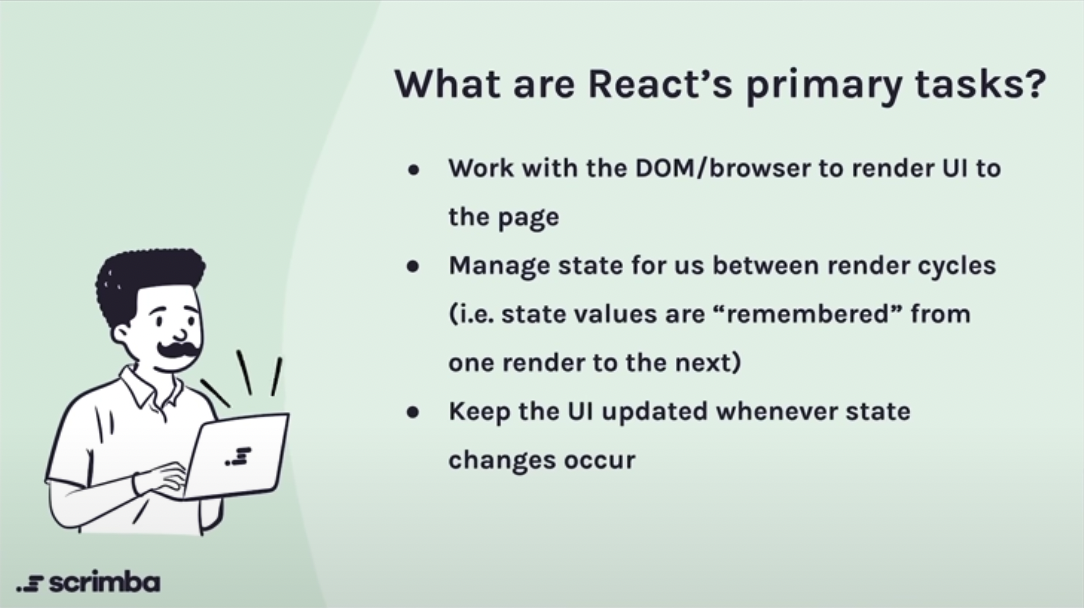 What are React's primary tasks?
● Work with the DOM/browser to render UI to
the page
● Manage state for us between render cycles
(i.e. state values are “remembered” from
one render to the next)
● Keep the UI updated whenever state
changes occur
scrimba